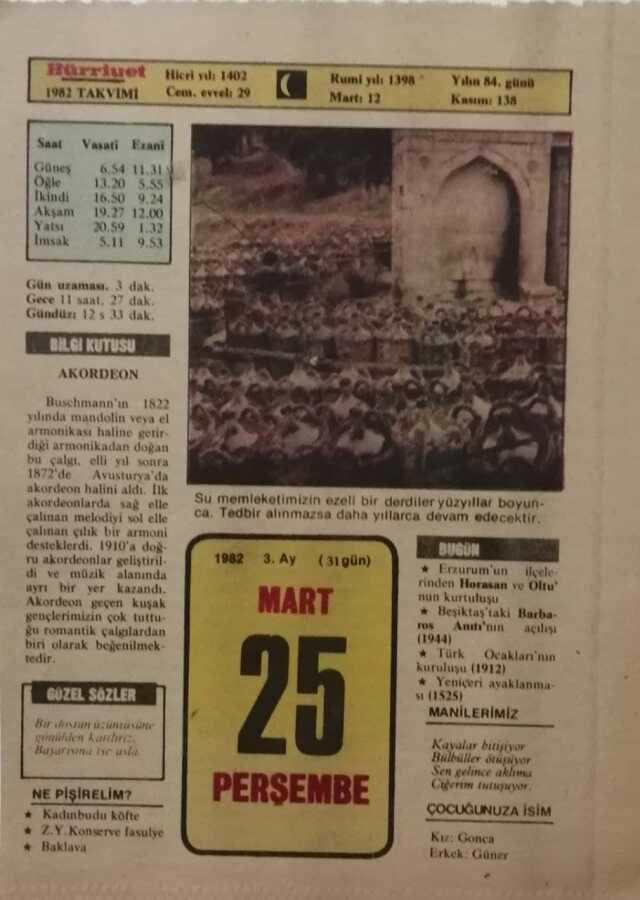 Hürriyet
1982 TAKVİMİ
Hicri yıl: 1402
Cem. evvel: 29
Rumi yıl: 1398
Mart: 12
Yılın 84. günü
Kasım: 138
Saat Vasati Ezani
Güneş 6.54 11.31
Öğle 13.20 5.55
İkindi 16.50 9.24
Akşam 19.27 12.00
Yatsı 20.59 1.32
İmsak 5.11 9.53
Gün uzaması. 3 dak.
Gece 11 saat. 27 dak.
Gündüz: 12 s 33 dak.
BİLGİ KUTUSU
AKORDEON
Buschmann'ın 1822
yılında mandolin veya el
armonikası haline getir-
diği armonikadan doğan
bu çalgı, elli yıl sonra
1872'de Avusturya'da
akordeon halini aldı. İlk
akordeonlarda sağ elle
çalınan melodiyi sol elle
çalınan çılık bir armoni
desteklerdi. 1910'a doğ-
ru akordeonlar geliştiril-
di ve müzik alanında
ayrı bir yer kazandı.
Akordeon geçen kuşak
gençlerimizin çok tuttu-
ğu romantik çalgılardan
biri olarak beğenilmek-
tedir.
GÜZEL SÖZLER
Bir dostun üzüntüsüne
gönülden katılırız.
Başarısına ise asla.
NE PİŞİRELİM?
★ Kadınbudu köfte
★ Z.Y. Konserve fasulye
★ Baklava
Su memleketimizin ezeli bir derdiler yüzyıllar boyun-
ca. Tedbir alınmazsa daha yıllarca devam edecektir.
1982 3. Ay (31 gün)
MART
25
PERŞEMBE
BUGÜN
★ Erzurum'un ilçele-
rinden Horasan ve Oltu'
nun kurtuluşu
★ Beşiktaş'taki Barba-
ros Anıtı'nın açılışı
(1944)
★ Türk Ocakları'nın
kuruluşu (1912)
★ Yeniçeri ayaklanma-
sı (1525)
MANİLERİMİZ
Kayalar bitişiyor
Bülbüller ötüşüyor
Sen gelince aklıma
Ciğerim tutuşuyor.
ÇOCUĞUNUZA İSİM
Kız: Gonca
Erkek: Güner